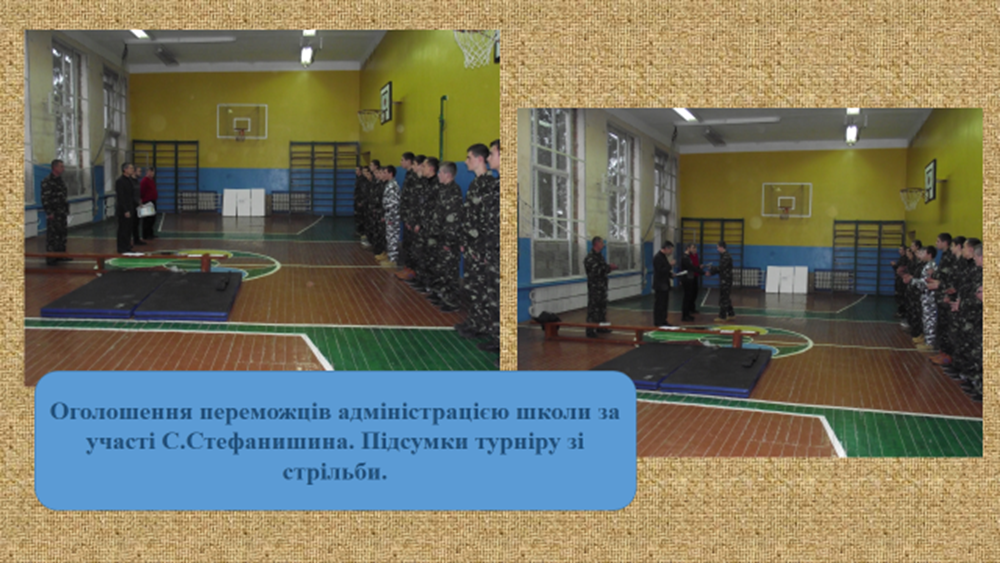 Оголошення переможців адміністрацією школи за
участі С.Стефанишина. Підсумки турніру зі
стрільби.